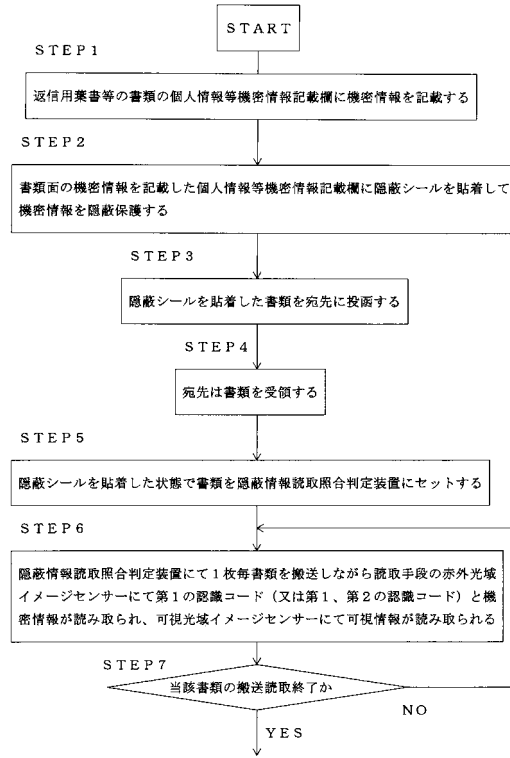 START
STEP1
返信用葉書等の書類の個人情報等機密情報記載欄に機密情報を記載する
STEP2
書類面の機密情報を記載した個人情報等機密情報記載欄に隠蔽シールを貼着して
機密情報を隠蔽保護する
STEP3
隠蔽シールを貼着した書類を宛先に投函する
STEP4
宛先は書類を受領する
STEP5
隠蔽シールを貼着した状態で書類を隠蔽情報読取照合判定装置にセットする
STEP6
隠蔽情報読取照合判定装置にて1枚毎書類を搬送しながら読取手段の赤外光域
イメージセンサーにて第1の認識コード(又は第1、第2の認識コード)と機
密情報が読み取られ、可視光域イメージセンサーにて可視情報が読み取られる
STEP7
当該書類の搬送読取終了か
NO
YES